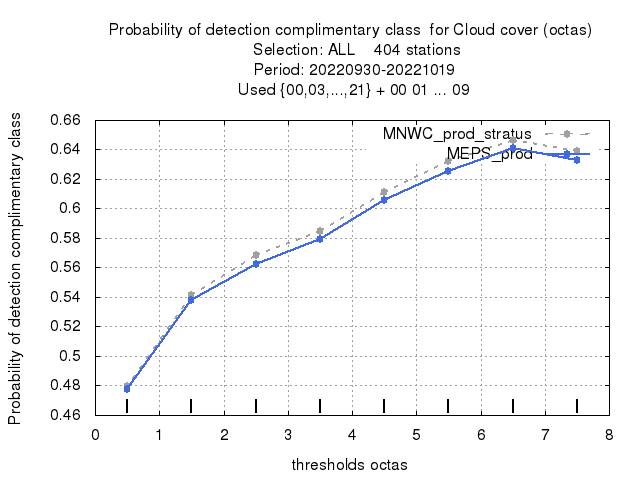 Probability of detection complimentary class  for Cloud cover (octas)
Selection: ALL    404 stations
Period: 20220930-20221019
Used {00,03,...,21} + 00 01 ... 09
Probability of detection complimentary class
0.66
0.64
0.62
0.6
0.58
0.56
0.54
0.52
0.5
0.48
0.46
MNWC_prod_stratus
MEPS_prod
0 1 2 3 4 5 6 7 8
thresholds octas